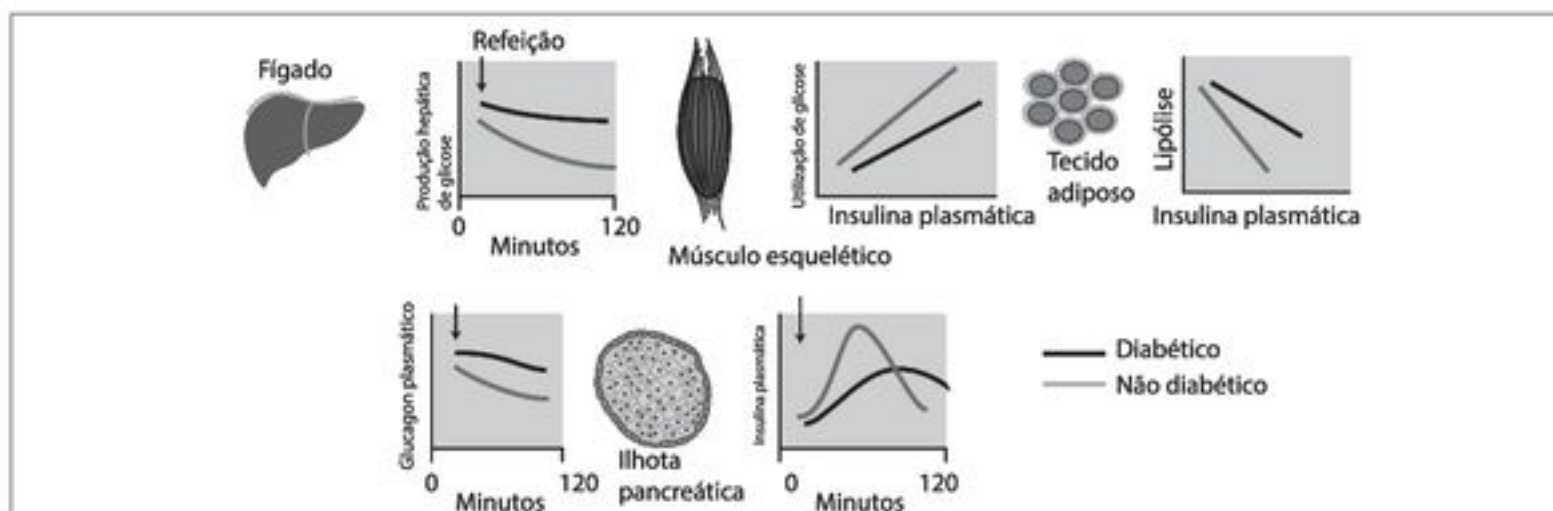 Fígado
Refeição
Produção hepática
de glicose
0
120
Minutos
Músculo esquelético
Utilização de glicose
Insulina plasmática
Tecido
adiposo
Lipólise
Insulina plasmática
Glucagon plasmático
0
120
Minutos
Ilhota
pancreática
Insulina plasmática
0
120
Minutos
Diabético
Não diabético